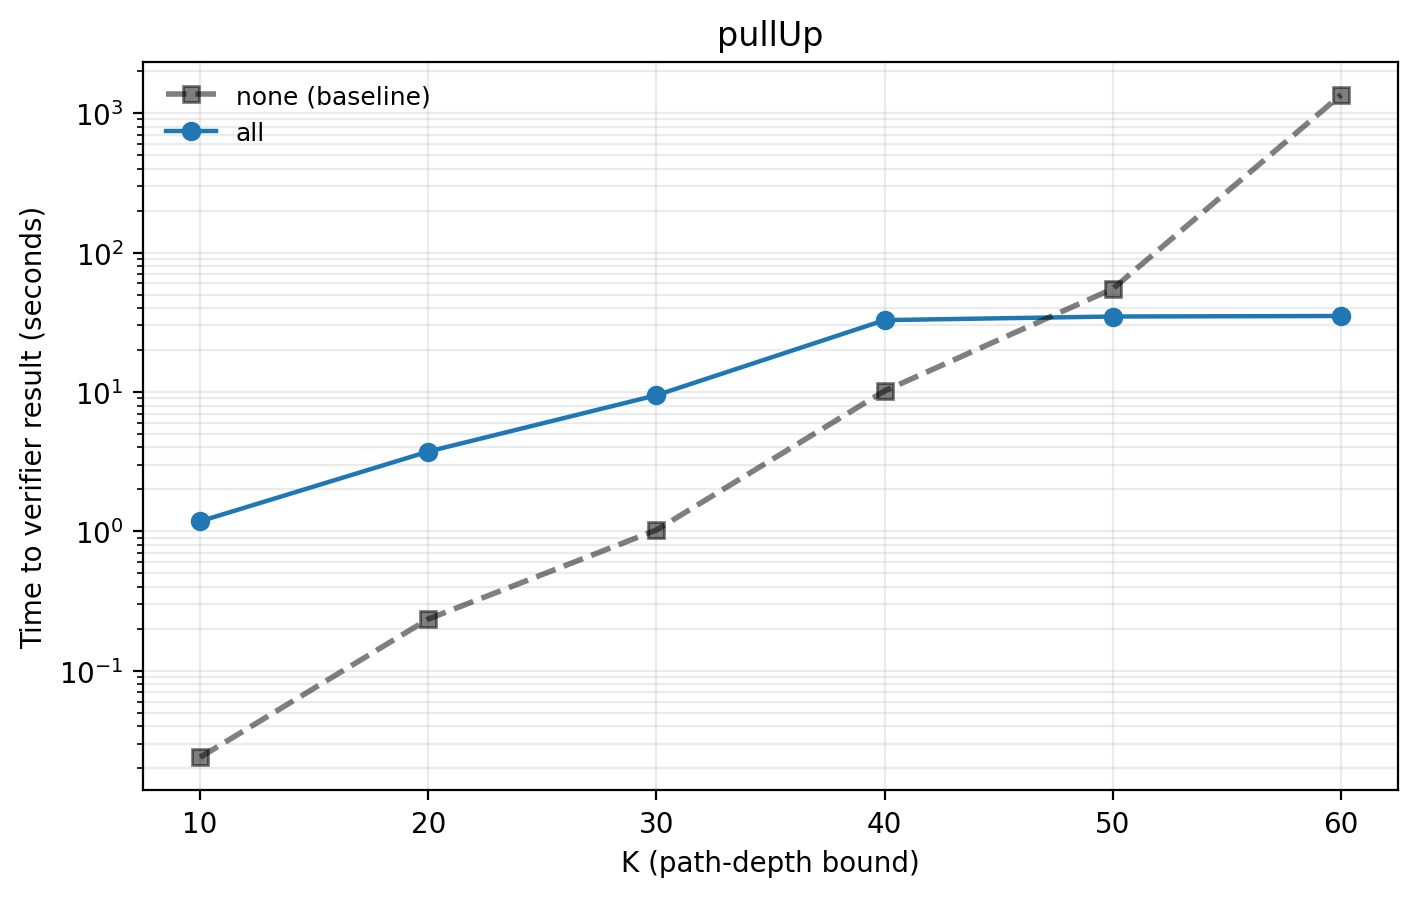 pullUp
none (baseline)
all
Time to verifier result (seconds)
10³
10²
10¹
10⁰
10⁻¹
10 20 30 40 50 60
K (path-depth bound)